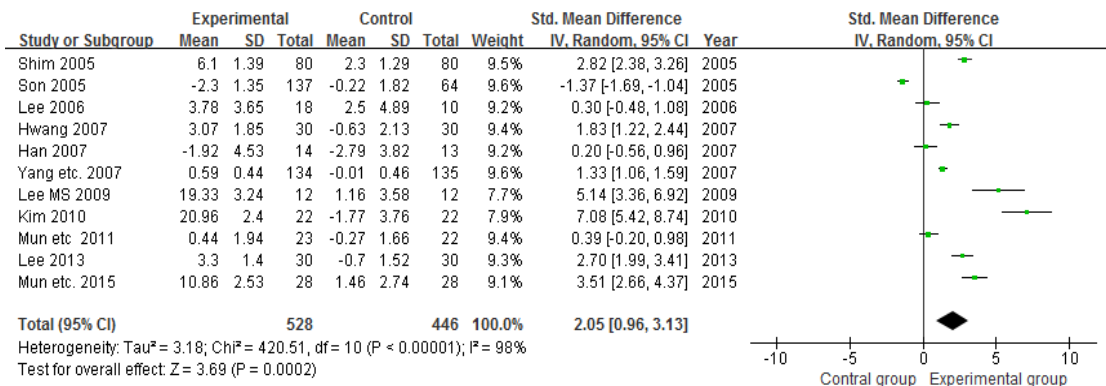 Experimental Control Std. Mean Difference Std. Mean Difference
Study or Subgroup Mean SD Total Mean SD Total Weight IV, Random, 95% CI Year IV, Random, 95% CI
Shim 2005 6.1 1.39 80 2.3 1.29 80 9.5% 2.82 [2.38, 3.26] 2005
Son 2005 -2.3 1.35 137 -0.22 1.82 64 9.6% -1.37 [-1.69, -1.04] 2005
Lee 2006 3.78 3.65 18 2.5 4.89 10 9.2% 0.30 [-0.48, 1.08] 2006
Hwang 2007 3.07 1.85 30 -0.63 2.13 30 9.4% 1.83 [1.22, 2.44] 2007
Han 2007 -1.92 4.53 14 -2.79 3.82 13 9.2% 0.20 [-0.56, 0.96] 2007
Yang etc. 2007 0.59 0.44 134 -0.01 0.46 135 9.6% 1.33 [1.06, 1.59] 2007
Lee MS 2009 19.33 3.24 12 1.16 3.58 12 7.7% 5.14 [3.36, 6.92] 2009
Kim 2010 20.96 2.4 22 -1.77 3.76 22 7.9% 7.08 [5.42, 8.74] 2010
Mun etc 2011 0.44 1.94 23 -0.27 1.66 22 9.4% 0.39 [-0.20, 0.98] 2011
Lee 2013 3.3 1.4 30 -0.7 1.52 30 9.3% 2.70 [1.99, 3.41] 2013
Mun etc. 2015 10.86 2.53 28 1.46 2.74 28 9.1% 3.51 [2.66, 4.37] 2015
Total (95% CI) 528 446 100.0% 2.05 [0.96, 3.13]
Heterogeneity: Tau² = 3.18; Chi² = 420.51, df = 10 (P < 0.00001); I² = 98%
Test for overall effect: Z = 3.69 (P = 0.0002)
-10 -5 0 5 10
Contral group Experimental group